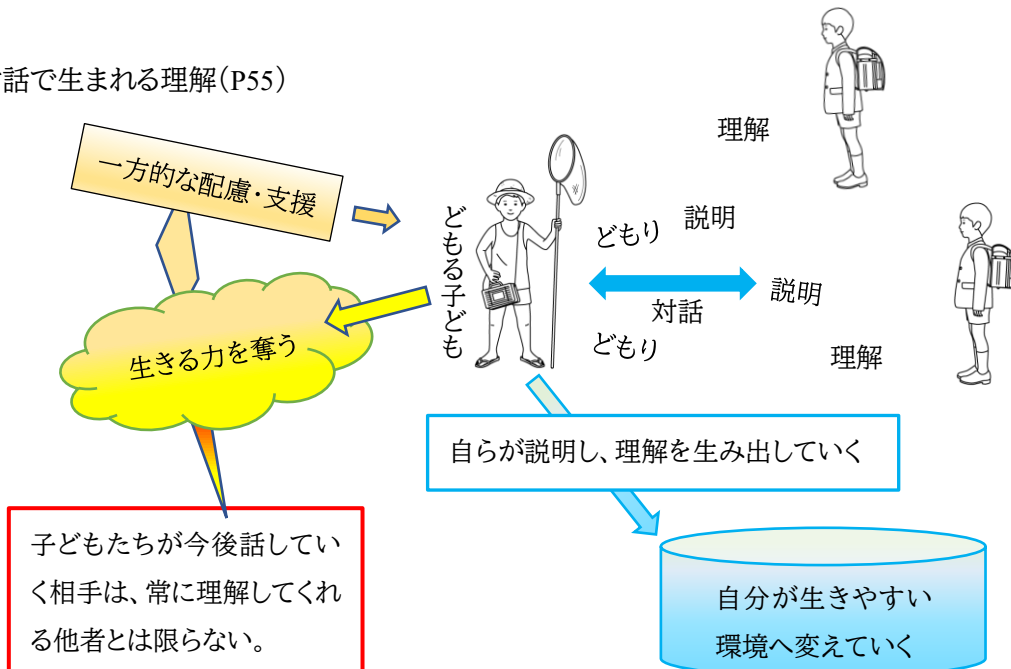 話で生まれる理解(P55)
一方的な配慮・支援
生きる力を奪う
子どもたちが今後話してい
く相手は、常に理解してくれ
る他者とは限らない。
どもる子ども
どもり 説明
対話
どもり
説明
理解
理解
自らが説明し、理解を生み出していく
自分が生きやすい
環境へ変えていく